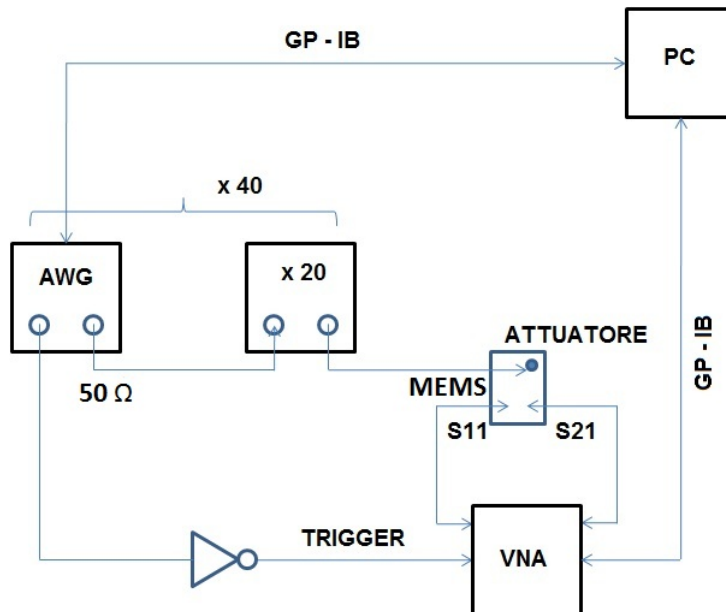 GP - IB
PC
x 40
AWG
x 20
ATTUATORE
GP - IB
50 Ω
MEMS
S11
S21
TRIGGER
VNA